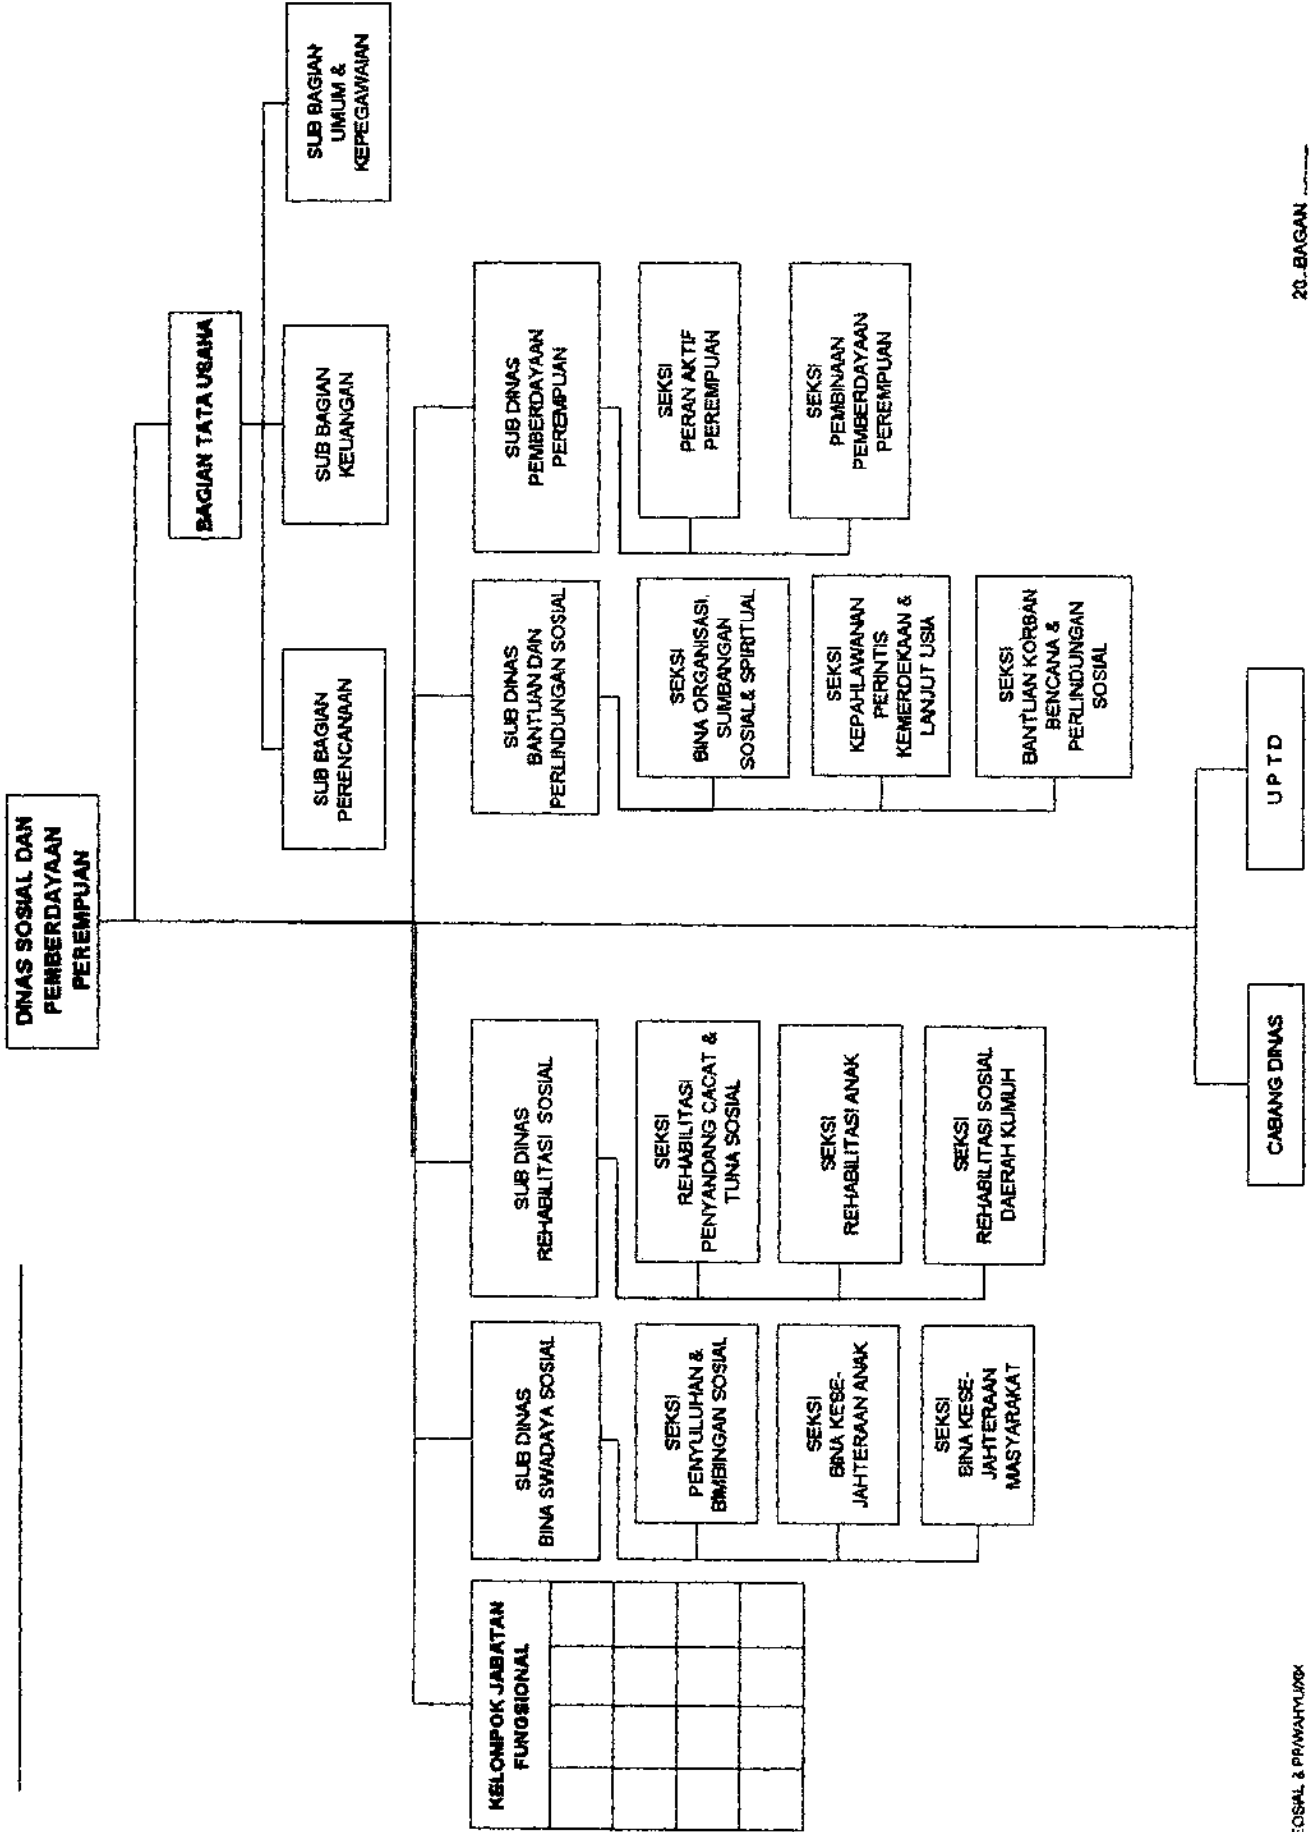 DINAS SOSIAL DAN
PEMBERDAYAAN
PEREMPUAN
BAGIAN TATA USAHA
SUB BAGIAN
PERENCANAAN
SUB BAGIAN
KEUANGAN
SUB BAGIAN
UMUM &
KEPEGAWAIAN
KELOMPOK JABATAN
FUNGSIONAL
SUB DINAS
BINA SWADAYA SOSIAL
SEKSI
PENYULUHAN &
BIMBINGAN SOSIAL
SEKSI
BINA KESE-
JAHTERAAN ANAK
SEKSI
BINA KESE-
JAHTERAAN
MASYARAKAT
SUB DINAS
REHABILITASI SOSIAL
SEKSI
REHABILITASI
PENYANDANG CACAT &
TUNA SOSIAL
SEKSI
REHABILITASI ANAK
SEKSI
REHABILITASI SOSIAL
DAERAH KUMUH
SUB DINAS
BANTUAN DAN
PERLINDUNGAN SOSIAL
SEKSI
BINA ORGANISASI,
SUMBANGAN
SOSIAL & SPIRITUAL
SEKSI
KEPAHLAWANAN
PERINTIS
KEMERDEKAAN &
LANJUT USIA
SEKSI
BANTUAN KORBAN
BENCANA &
PERLINDUNGAN
SOSIAL
SUB DINAS
PEMBERDAYAAN
PEREMPUAN
SEKSI
PERAN AKTIF
PEREMPUAN
SEKSI
PEMBINAAN
PEMBERDAYAAN
PEREMPUAN
CABANG DINAS
U P T D
20. BAGAN